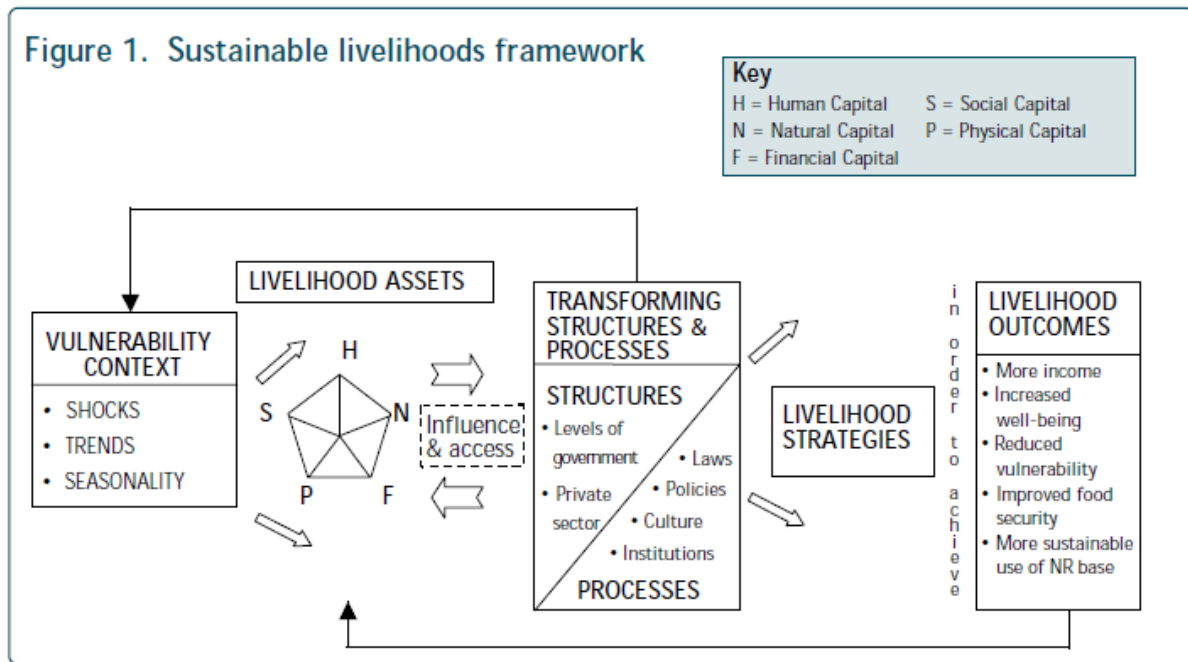 Figure 1. Sustainable livelihoods framework
Key
H = Human Capital S = Social Capital
N = Natural Capital P = Physical Capital
F = Financial Capital
VULNERABILITY
CONTEXT
• SHOCKS
• TRENDS
• SEASONALITY
LIVELIHOOD ASSETS
H
S
N
P
F
Influence
& access
TRANSFORMING
STRUCTURES &
PROCESSES
STRUCTURES
• Levels of
government
• Private
sector
• Laws
• Policies
• Culture
• Institutions
PROCESSES
LIVELIHOOD
STRATEGIES
in order to achieve
LIVELIHOOD
OUTCOMES
• More income
• Increased
well-being
• Reduced
vulnerability
• Improved food
security
• More sustainable
use of NR base